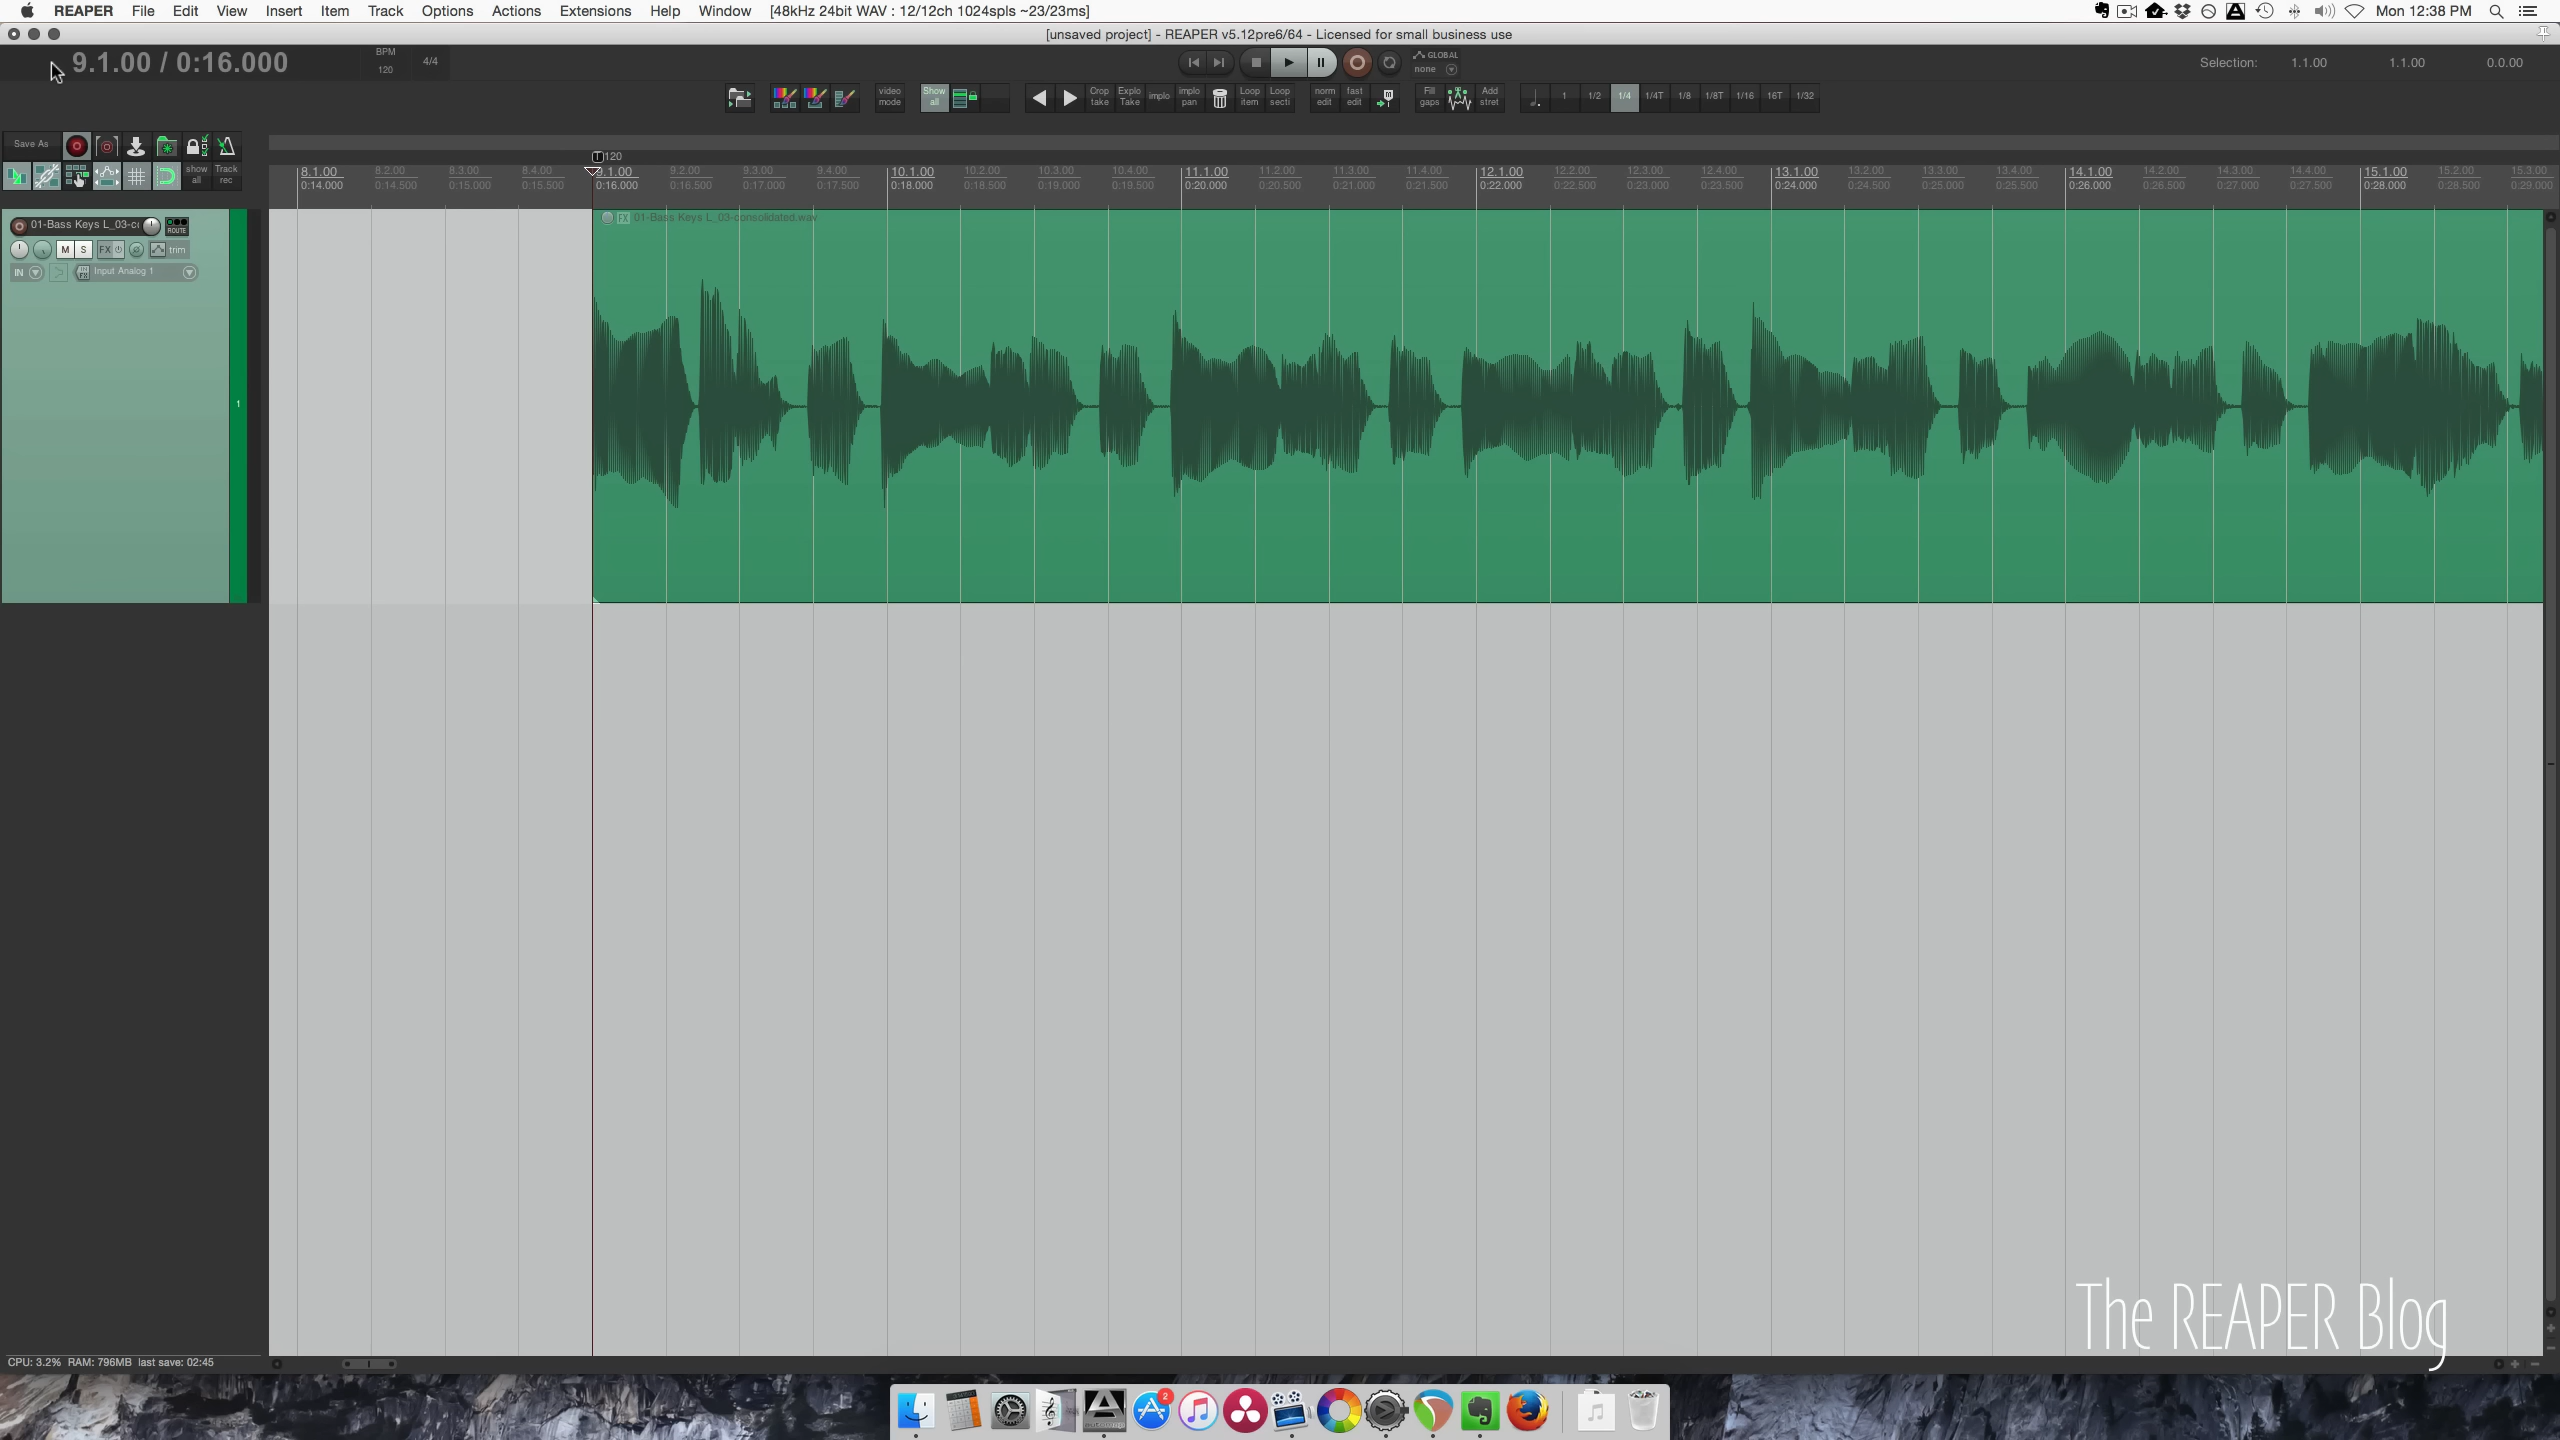 REAPER File Edit View Insert Item Track Options Actions Extensions Help Window [48kHz 24bit WAV : 12/12ch 1024spls ~23/23ms] Mon 12:38 PM
[unsaved project] - REAPER v5.12pre6/64 - Licensed for small business use
9.1.00 / 0:16.000 BPM 120 4/4 GLOBAL none Selection: 1.1.00 1.1.00 0.0.00
video mode Show all Crop take Explo Take implo implo pan Loop item Loop secti norm edit fast edit Fill gaps Add stret 1 1/2 1/4 1/4T 1/8 1/8T 1/16 16T 1/32
Save As
120
show all Track rec
8.1.00 8.2.00 8.3.00 8.4.00 9.1.00 9.2.00 9.3.00 9.4.00 10.1.00 10.2.00 10.3.00 10.4.00 11.1.00 11.2.00 11.3.00 11.4.00 12.1.00 12.2.00 12.3.00 12.4.00 13.1.00 13.2.00 13.3.00 13.4.00 14.1.00 14.2.00 14.3.00 14.4.00 15.1.00 15.2.00 15.3.00
0:14.000 0:14.500 0:15.000 0:15.500 0:16.000 0:16.500 0:17.000 0:17.500 0:18.000 0:18.500 0:19.000 0:19.500 0:20.000 0:20.500 0:21.000 0:21.500 0:22.000 0:22.500 0:23.000 0:23.500 0:24.000 0:24.500 0:25.000 0:25.500 0:26.000 0:26.500 0:27.000 0:27.500 0:28.000 0:28.500 0:29.000
FX 01-Bass Keys L_03-consolidated.wav
01-Bass Keys L_03-c ROUTE
M S FX trim
IN FX Input Analog 1
1
The REAPER Blog
CPU: 3.2% RAM: 796MB last save: 02:45
2